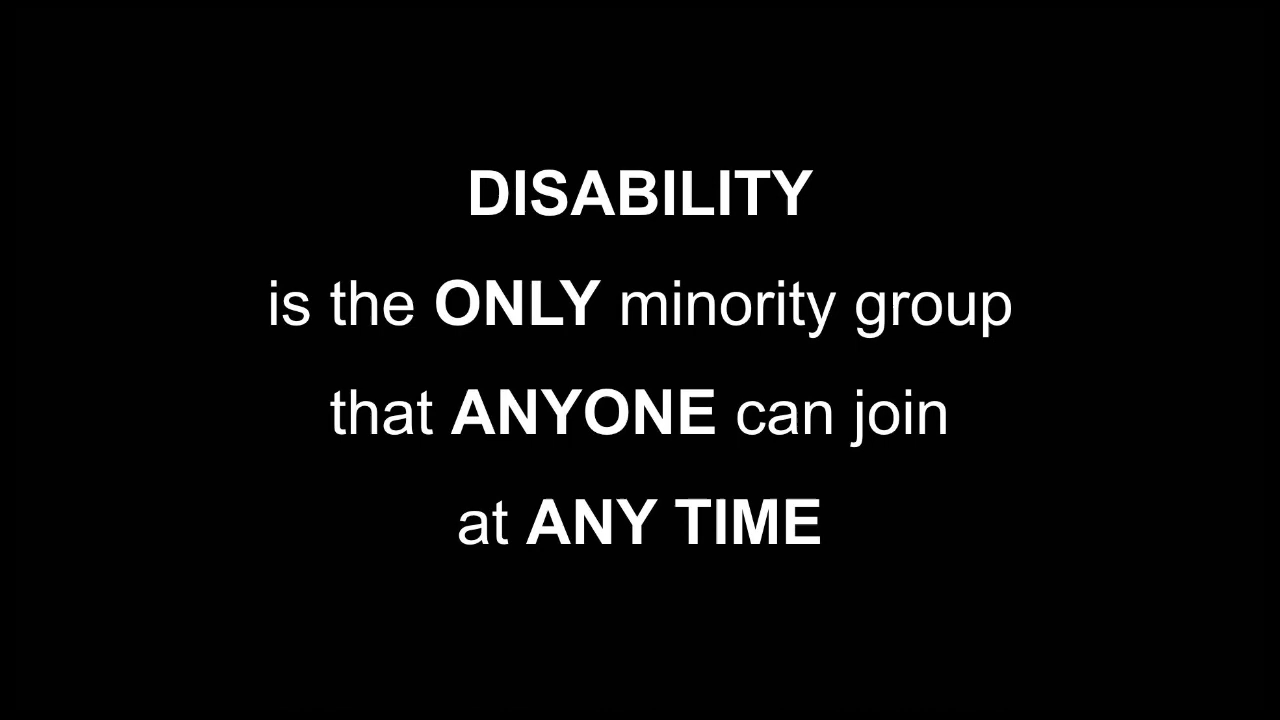 DISABILITY
is the ONLY minority group
that ANYONE can join
at ANY TIME